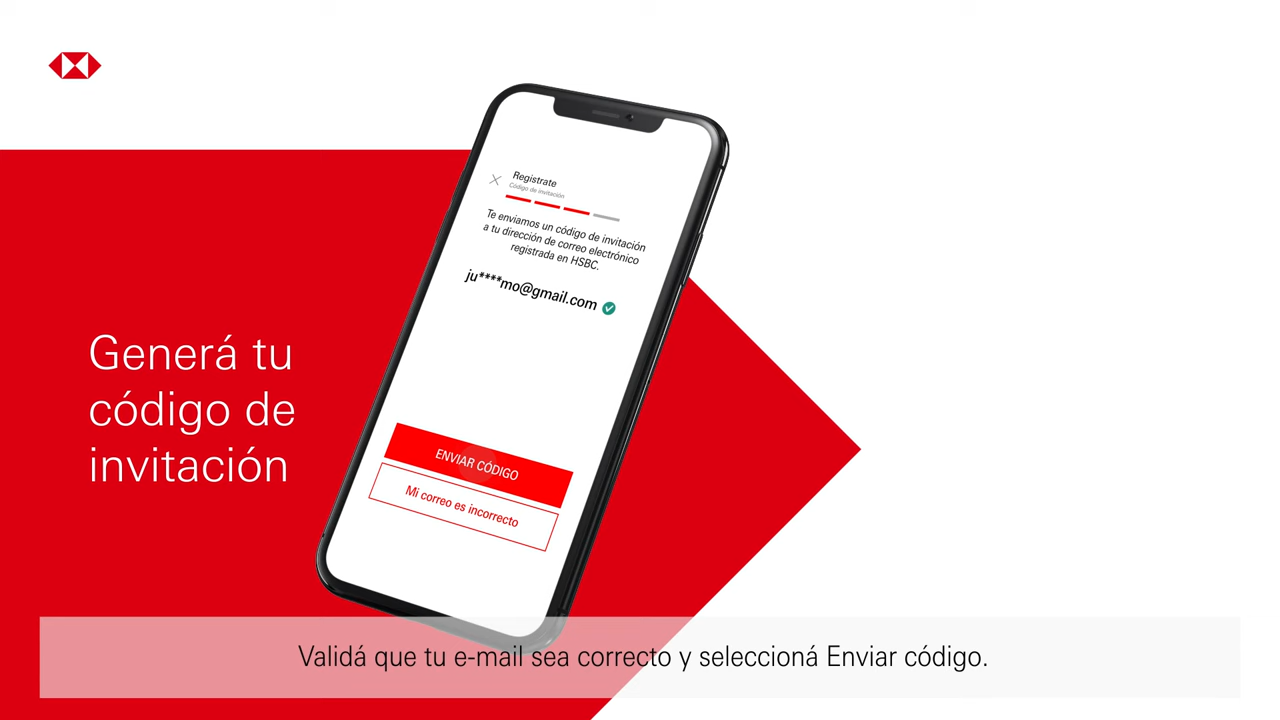 Registrate
Código de invitación
Te enviamos un código de invitación
a tu dirección de correo electrónico
registrada en HSBC.
ju****mo@gmail.com
Generá tu
código de
invitación
ENVIAR CÓDIGO
Mi correo es incorrecto
Validá que tu e-mail sea correcto y seleccioná Enviar código.